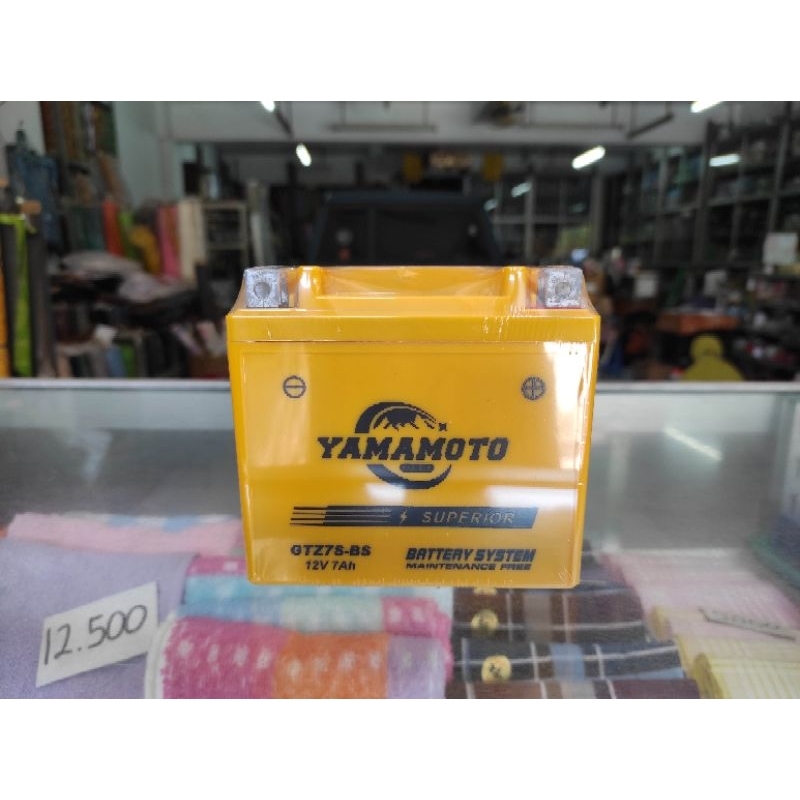 YAMAMOTO
SUPERIOR
GTZ7S-BS
12V 7Ah
BATTERY SYSTEM
MAINTENANCE FREE
12.500